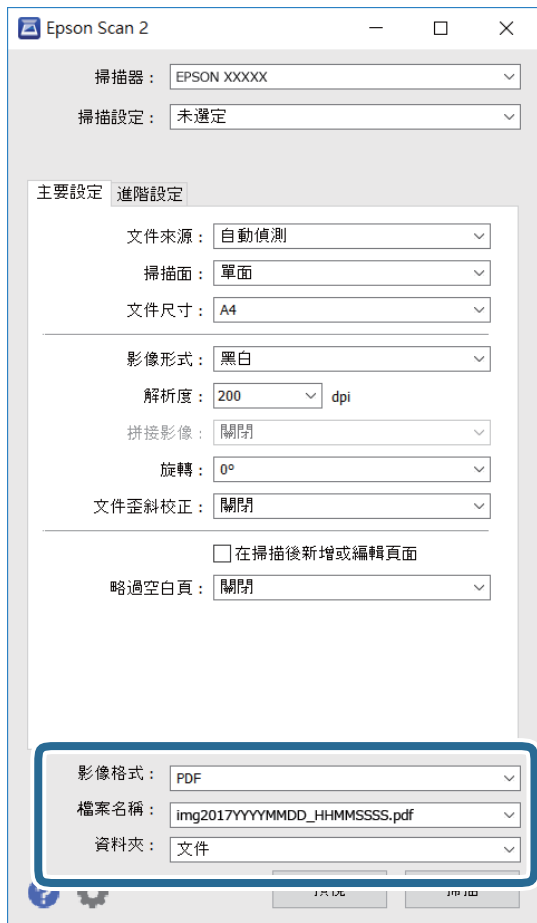 Epson Scan 2
掃描器： EPSON XXXXX
掃描設定： 未選定
主要設定 進階設定
文件來源： 自動偵測
掃描面： 單面
文件尺寸： A4
影像形式： 黑白
解析度： 200 dpi
拼接影像： 關閉
旋轉： 0°
文件歪斜校正： 關閉
在掃描後新增或編輯頁面
略過空白頁： 關閉
影像格式： PDF
檔案名稱： img2017YYYYMMDD_HHMMSSSS.pdf
資料夾： 文件
?